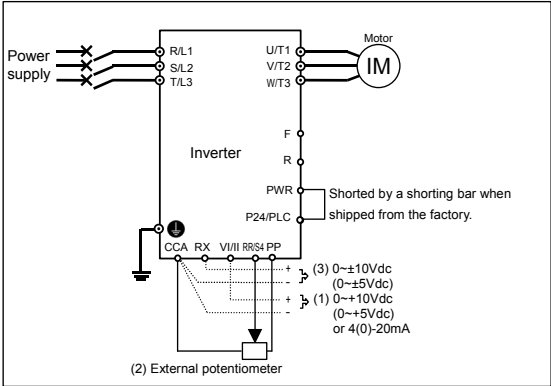 Power
supply
R/L1
S/L2
T/L3
U/T1
V/T2
W/T3
Motor
IM
F
Inverter
R
PWR
P24/PLC
Shorted by a shorting bar when
shipped from the factory.
CCA RX VI/II RR/S4 PP
+ (3) 0~±10Vdc
- (0~±5Vdc)
+ (1) 0~+10Vdc
- (0~+5Vdc)
or 4(0)-20mA
(2) External potentiometer